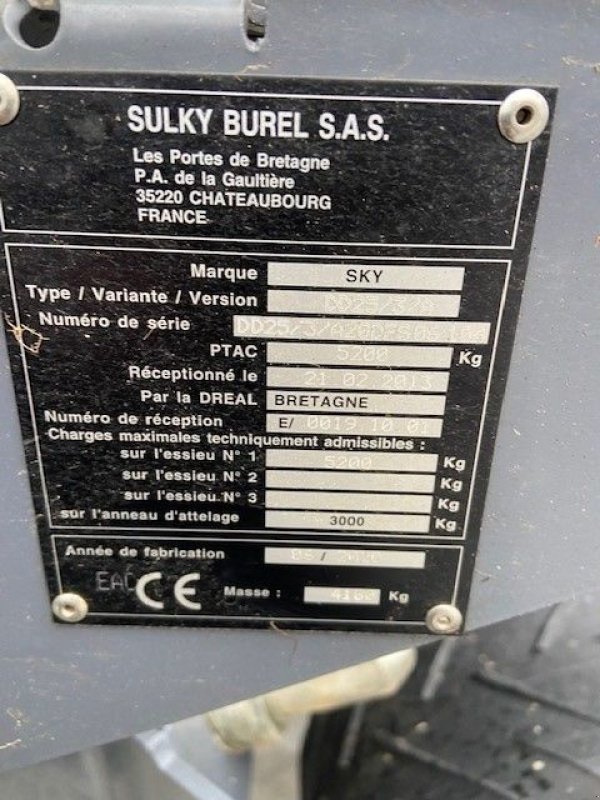 SULKY BUREL S.A.S.
Les Portes de Bretagne
P.A. de la Gaultière
35220 CHATEAUBOURG
FRANCE
Marque SKY
Type / Variante / Version DD25/3/A
Numéro de série
PTAC 5200 Kg
Réceptionné le 21 02 2013
Par la DREAL BRETAGNE
Numéro de réception E/ 0019 10 01
Charges maximales techniquement admissibles :
sur l'essieu N° 1 5200 Kg
sur l'essieu N° 2 Kg
sur l'essieu N° 3 Kg
sur l'anneau d'attelage 3000 Kg
Année de fabrication
EAC CE Masse : 4160 Kg